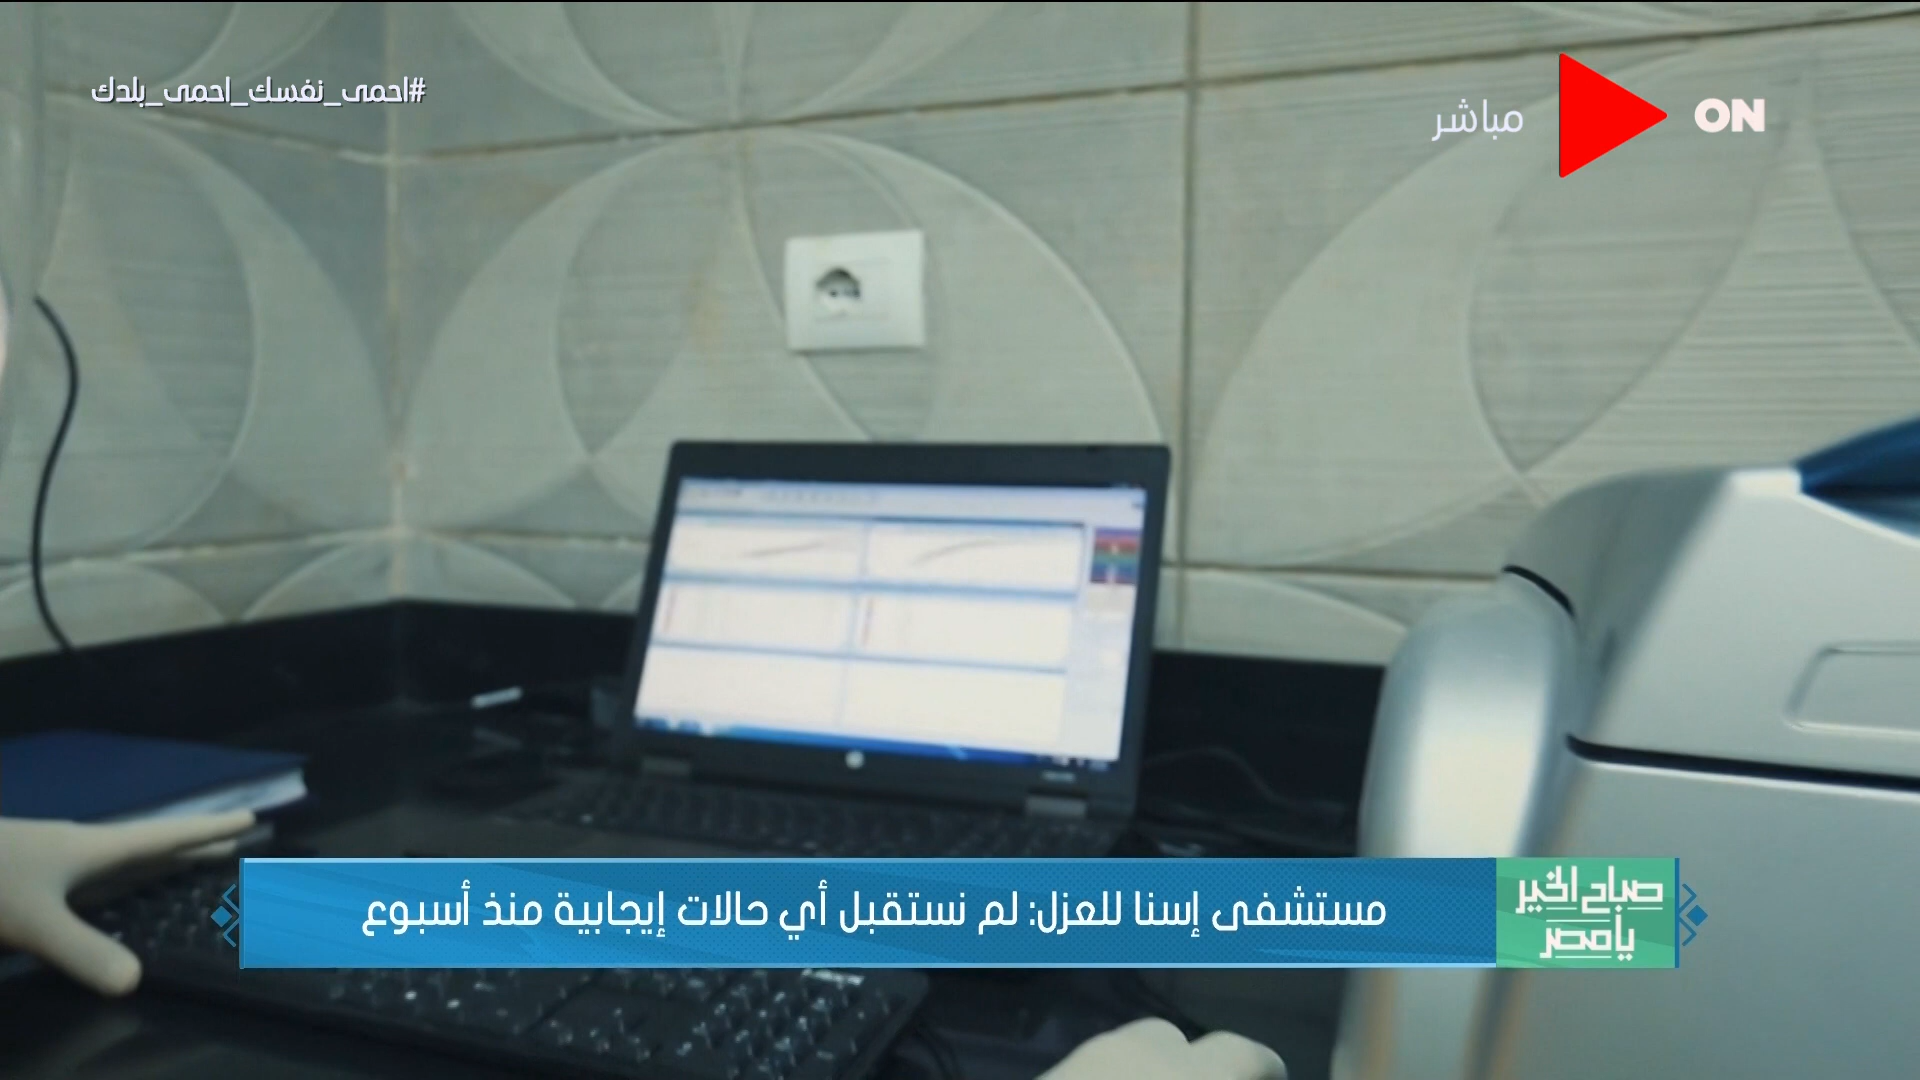 #احمى_نفسك_احمى_بلدك
مباشر
ON
صباح الخير
يا مصر
مستشفى إسنا للعزل: لم نستقبل أي حالات إيجابية منذ أسبوع